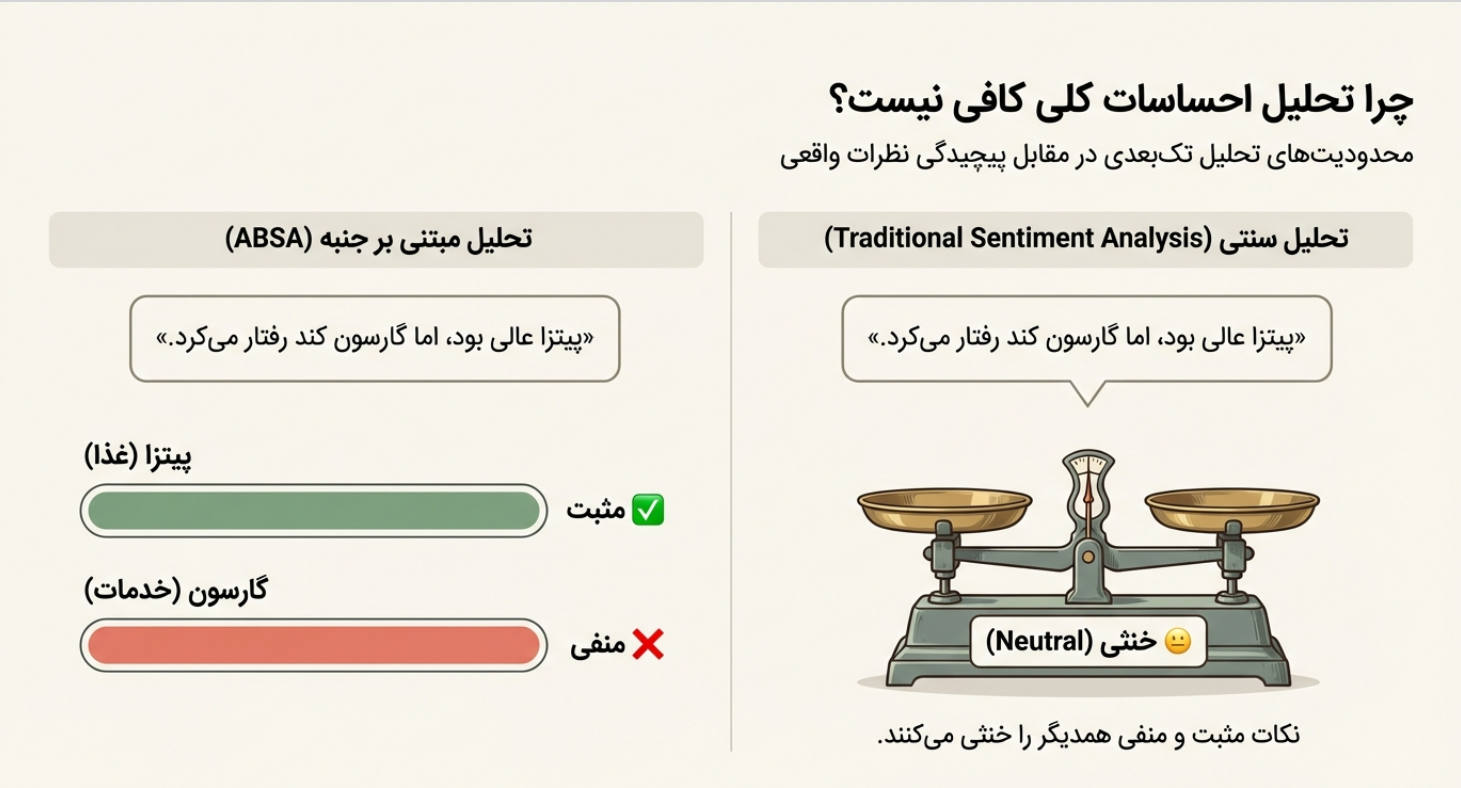 چرا تحلیل احساسات کلی کافی نیست؟
محدودیت‌های تحلیل تک‌بعدی در مقابل پیچیدگی نظرات واقعی
تحلیل سنتی (Traditional Sentiment Analysis)
«پیتزا عالی بود، اما گارسون کند رفتار می‌کرد.»
😐 خنثی (Neutral)
نکات مثبت و منفی همدیگر را خنثی می‌کنند.
تحلیل مبتنی بر جنبه (ABSA)
«پیتزا عالی بود، اما گارسون کند رفتار می‌کرد.»
پیتزا (غذا)
✅ مثبت
گارسون (خدمات)
❌ منفی